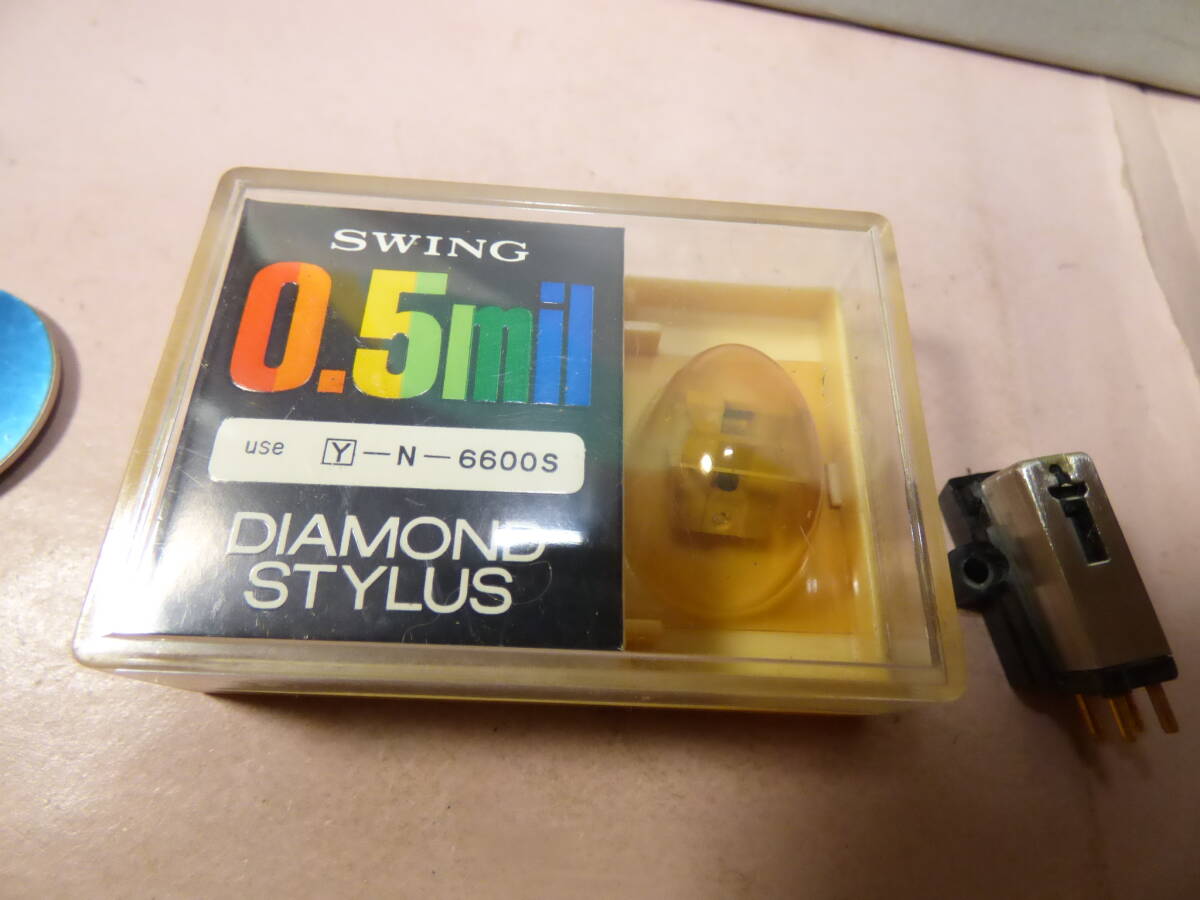 SWING
0.5mil
use Y-N-6600S
DIAMOND
STYLUS